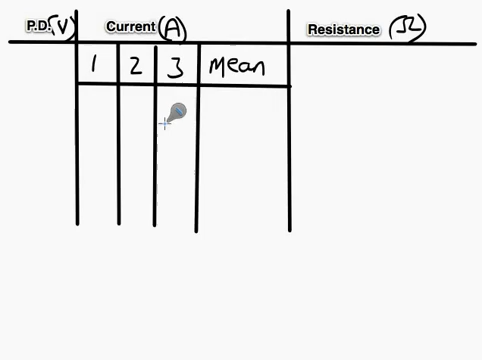 P.D. (V) Current (A) Resistance (Ω)
1 2 3 Mean